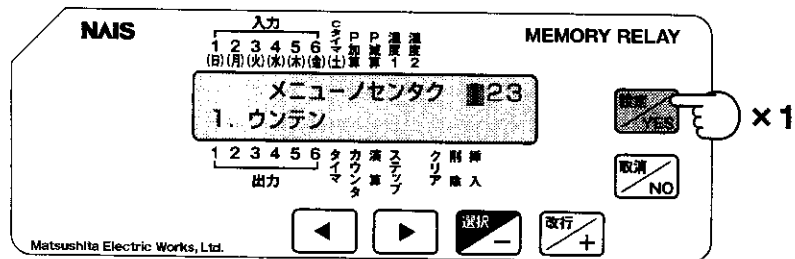 NAIS
MEMORY RELAY
入力
1 2 3 4 5 6 Cタイマ P加算 P減算 温度1 温度2
(日)(月)(火)(水)(木)(金)(土)
メニューノセンタク 23
1. ウンテン
1 2 3 4 5 6 タイマ カウンタ 演算 ステップ クリア 削除 挿入
出力
YES
×1
取消 NO
選択 −
改行 +
Matsushita Electric Works, Ltd.